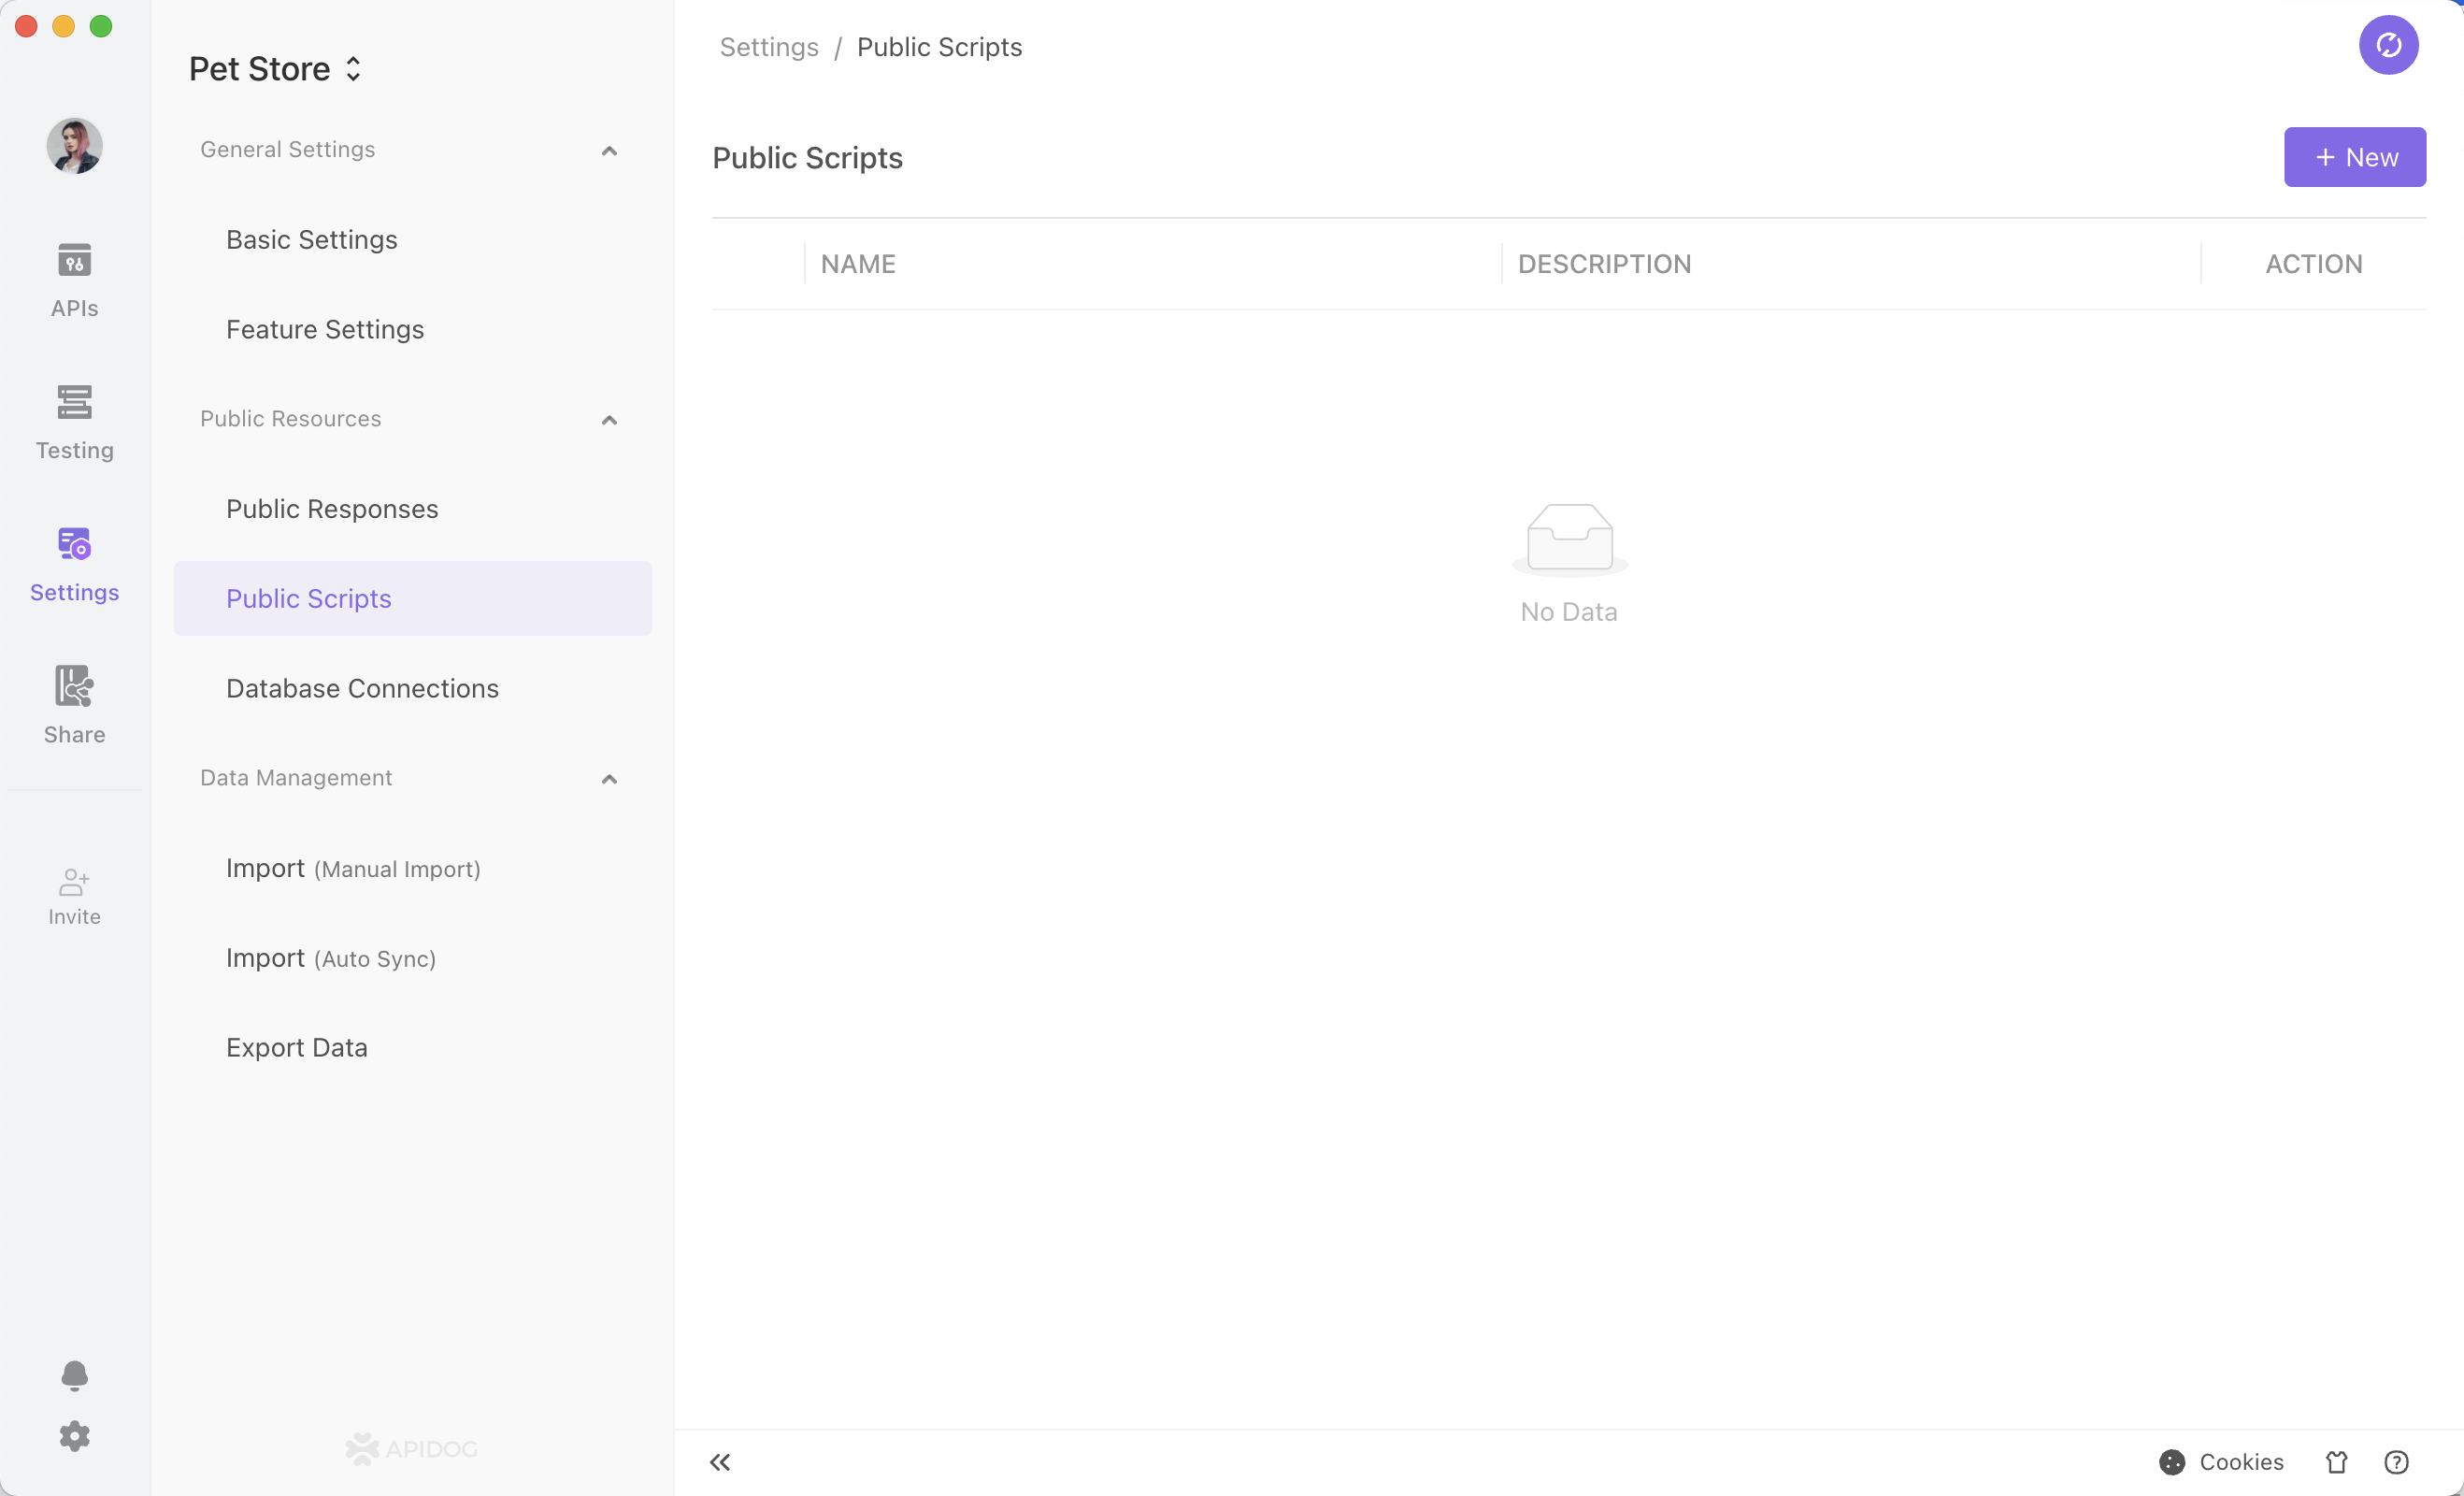 Pet Store
General Settings
Basic Settings
Feature Settings
Public Resources
Public Responses
Public Scripts
Database Connections
Data Management
Import (Manual Import)
Import (Auto Sync)
Export Data
APIDOG
APIs
Testing
Settings
Share
Invite
Settings / Public Scripts
Public Scripts
+ New
NAME DESCRIPTION ACTION
No Data
Cookies